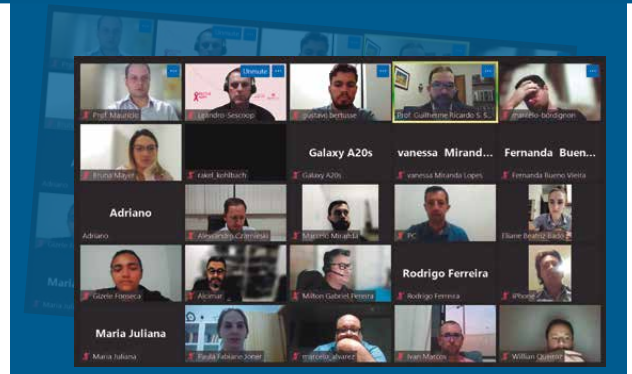 Unmute
Prof. Mauricio
Leandro-Sescoop
gustavo bertusse
Prof. Guilherme Ricardo S. S...
marcelo-bordignon
Bruna Mayer
rakel_kohlbach
Galaxy A20s
Galaxy A20s
vanessa Mirand...
vanessa Miranda Lopes
Fernanda Buen...
Fernanda Bueno Vieira
Adriano
Adriano
Alessandro
Marcelo Miranda
PC
Eliane Beatriz
Gizele Fonseca
Alcimar
Milton Gabriel Pereira
Rodrigo Ferreira
Rodrigo Ferreira
iPhone
Maria Juliana
Maria Juliana
Paula Fabiane Joner
marcelo_alvarez
Ivan Marcos
Willian Queiroz